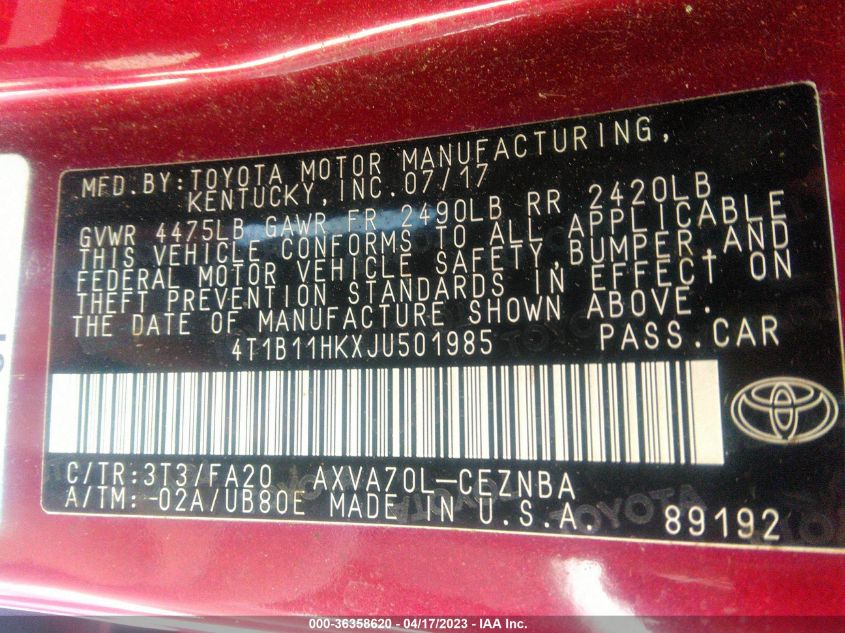 MFD. BY: TOYOTA MOTOR MANUFACTURING,
KENTUCKY, INC. 07/17
GVWR 4475LB GAWR FR 2490LB RR 2420LB
THIS VEHICLE CONFORMS TO ALL APPLICABLE
FEDERAL MOTOR VEHICLE SAFETY, BUMPER, AND
THEFT PREVENTION STANDARDS IN EFFECT ON
THE DATE OF MANUFACTURE SHOWN ABOVE.
4T1B11HKXJU501985 PASS. CAR
C/TR: 3T3/FA20 AXVA70L-CEZNBA
A/TM: -02A/UB80E MADE IN U.S.A.
89192
000-36358620 - 04/17/2023 - IAA Inc.